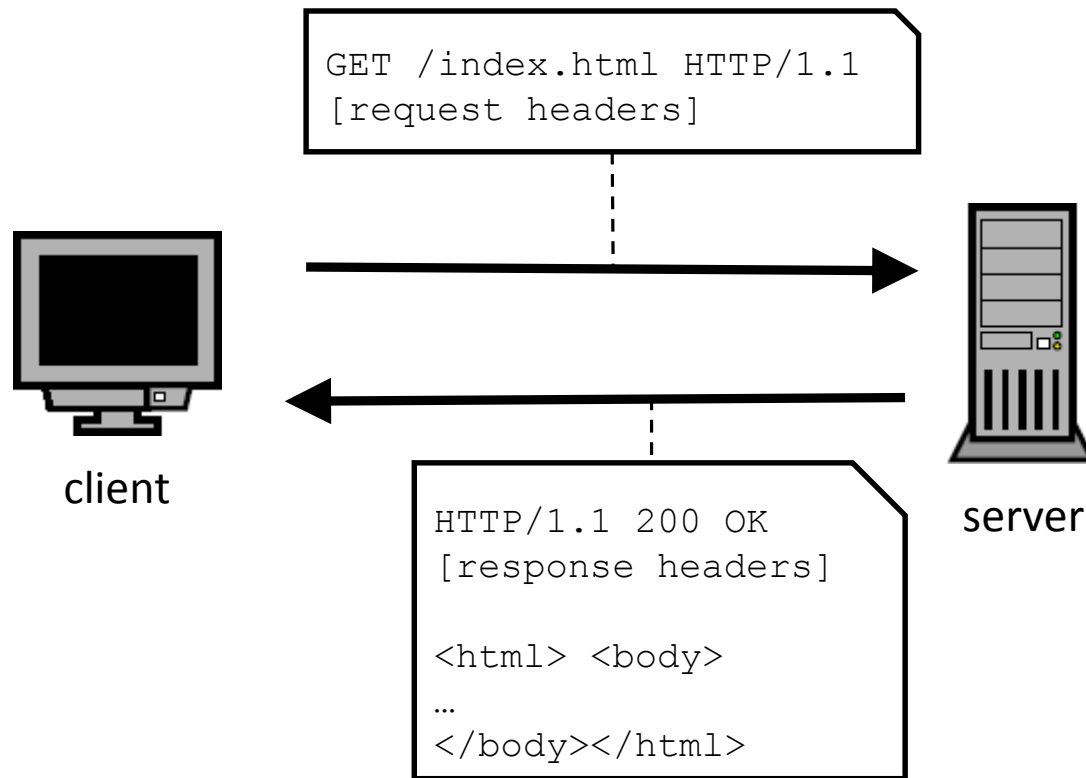 GET /index.html HTTP/1.1
[request headers]
client
server
HTTP/1.1 200 OK
[response headers]
<html> <body>
…
</body></html>